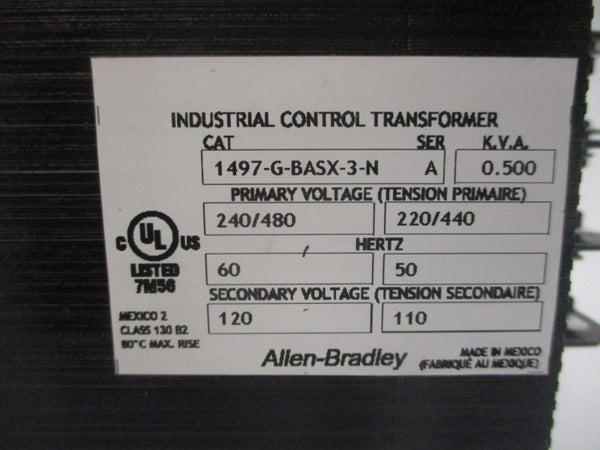 INDUSTRIAL CONTROL TRANSFORMER
CAT SER K.V.A.
1497-G-BASX-3-N A 0.500
PRIMARY VOLTAGE (TENSION PRIMAIRE)
240/480 220/440
HERTZ
60 50
SECONDARY VOLTAGE (TENSION SECONDAIRE)
120 110
C UL US
LISTED
7M56
MEXICO 2
CLASS 130 B2
80°C MAX. RISE
Allen-Bradley
MADE IN MEXICO
(FABRIQUÉ AU MEXIQUE)